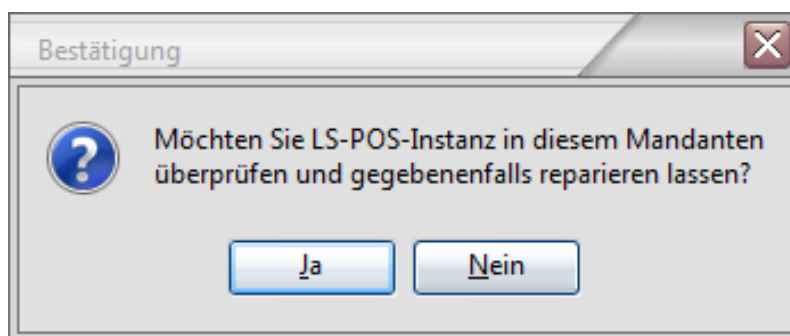 Bestätigung
Möchten Sie LS-POS-Instanz in diesem Mandanten
überprüfen und gegebenenfalls reparieren lassen?
Ja
Nein